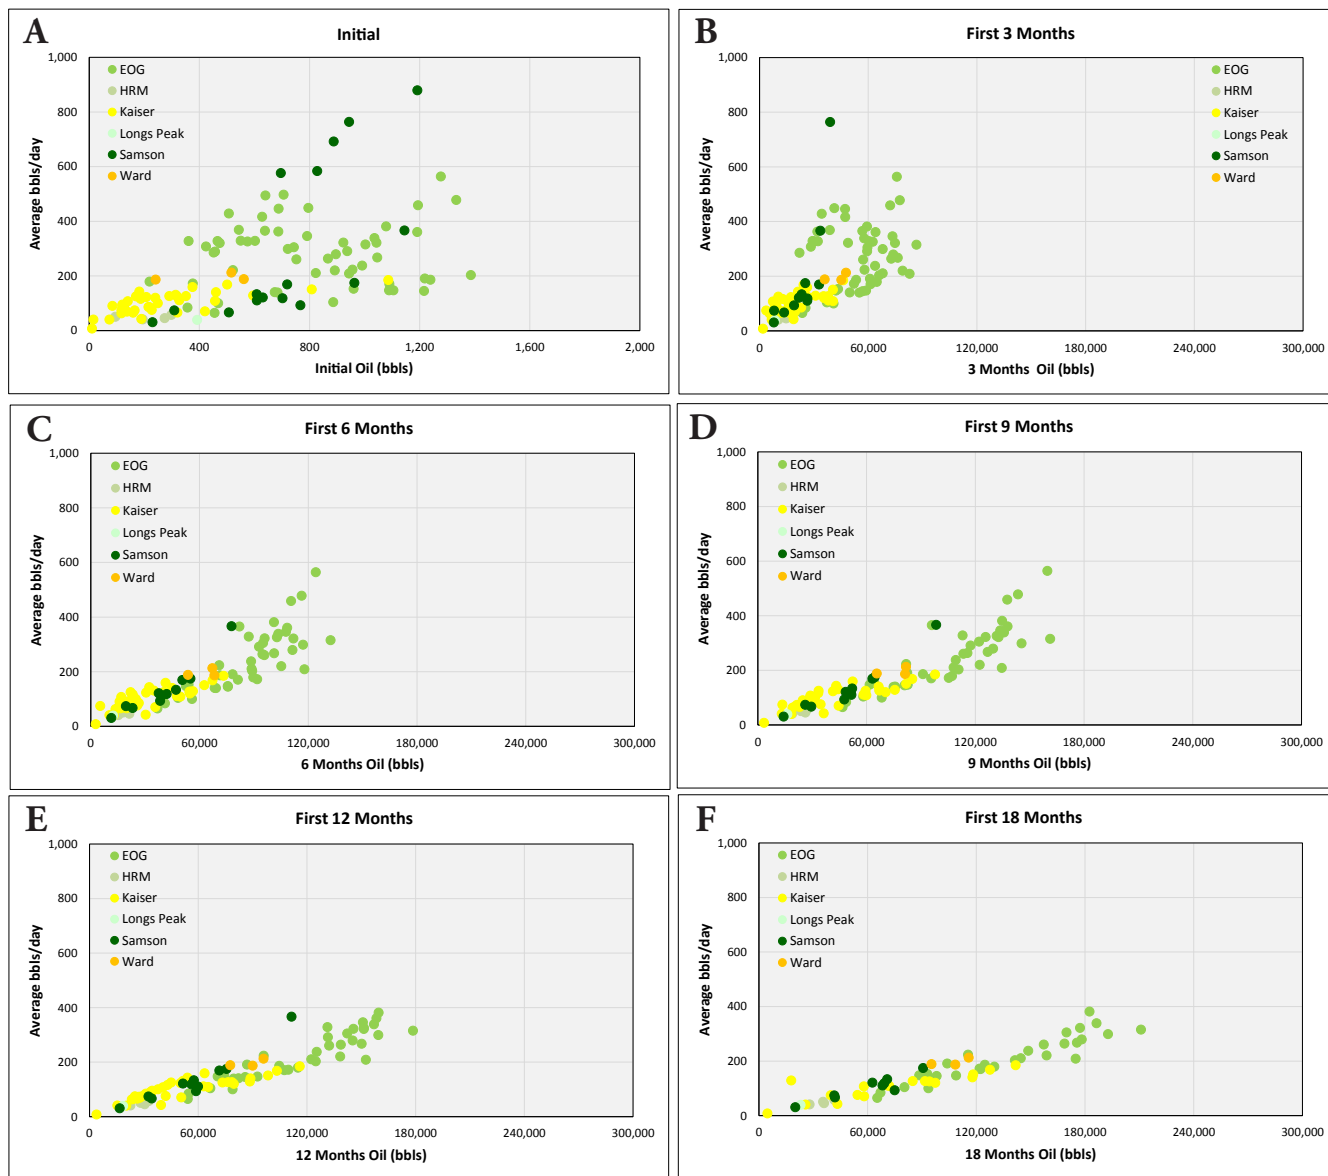 A
Initial
1,000
800
600
400
200
0
Average bbls/day
EOG
HRM
Kaiser
Longs Peak
Samson
Ward
0 400 800 1,200 1,600 2,000
Initial Oil (bbls)
B
First 3 Months
1,000
800
600
400
200
0
Average bbls/day
EOG
HRM
Kaiser
Longs Peak
Samson
Ward
0 60,000 120,000 180,000 240,000 300,000
3 Months Oil (bbls)
C
First 6 Months
1,000
800
600
400
200
0
Average bbls/day
EOG
HRM
Kaiser
Longs Peak
Samson
Ward
0 60,000 120,000 180,000 240,000 300,000
6 Months Oil (bbls)
D
First 9 Months
1,000
800
600
400
200
0
Average bbls/day
EOG
HRM
Kaiser
Longs Peak
Samson
Ward
0 60,000 120,000 180,000 240,000 300,000
9 Months Oil (bbls)
E
First 12 Months
1,000
800
600
400
200
0
Average bbls/day
EOG
HRM
Kaiser
Longs Peak
Samson
Ward
0 60,000 120,000 180,000 240,000 300,000
12 Months Oil (bbls)
F
First 18 Months
1,000
800
600
400
200
0
Average bbls/day
EOG
HRM
Kaiser
Longs Peak
Samson
Ward
0 60,000 120,000 180,000 240,000 300,000
18 Months Oil (bbls)